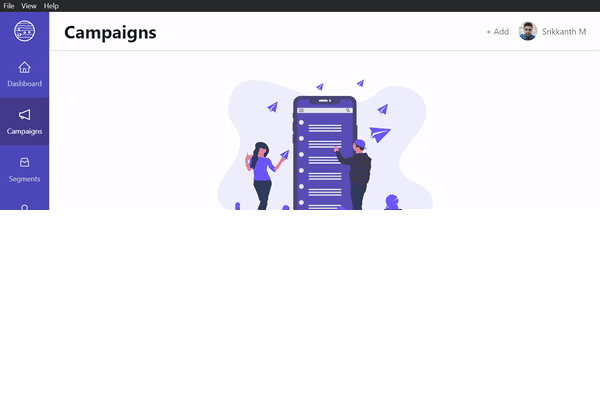 File View Help
Campaigns
+ Add Srikkanth M
Dashboard
Campaigns
Segments